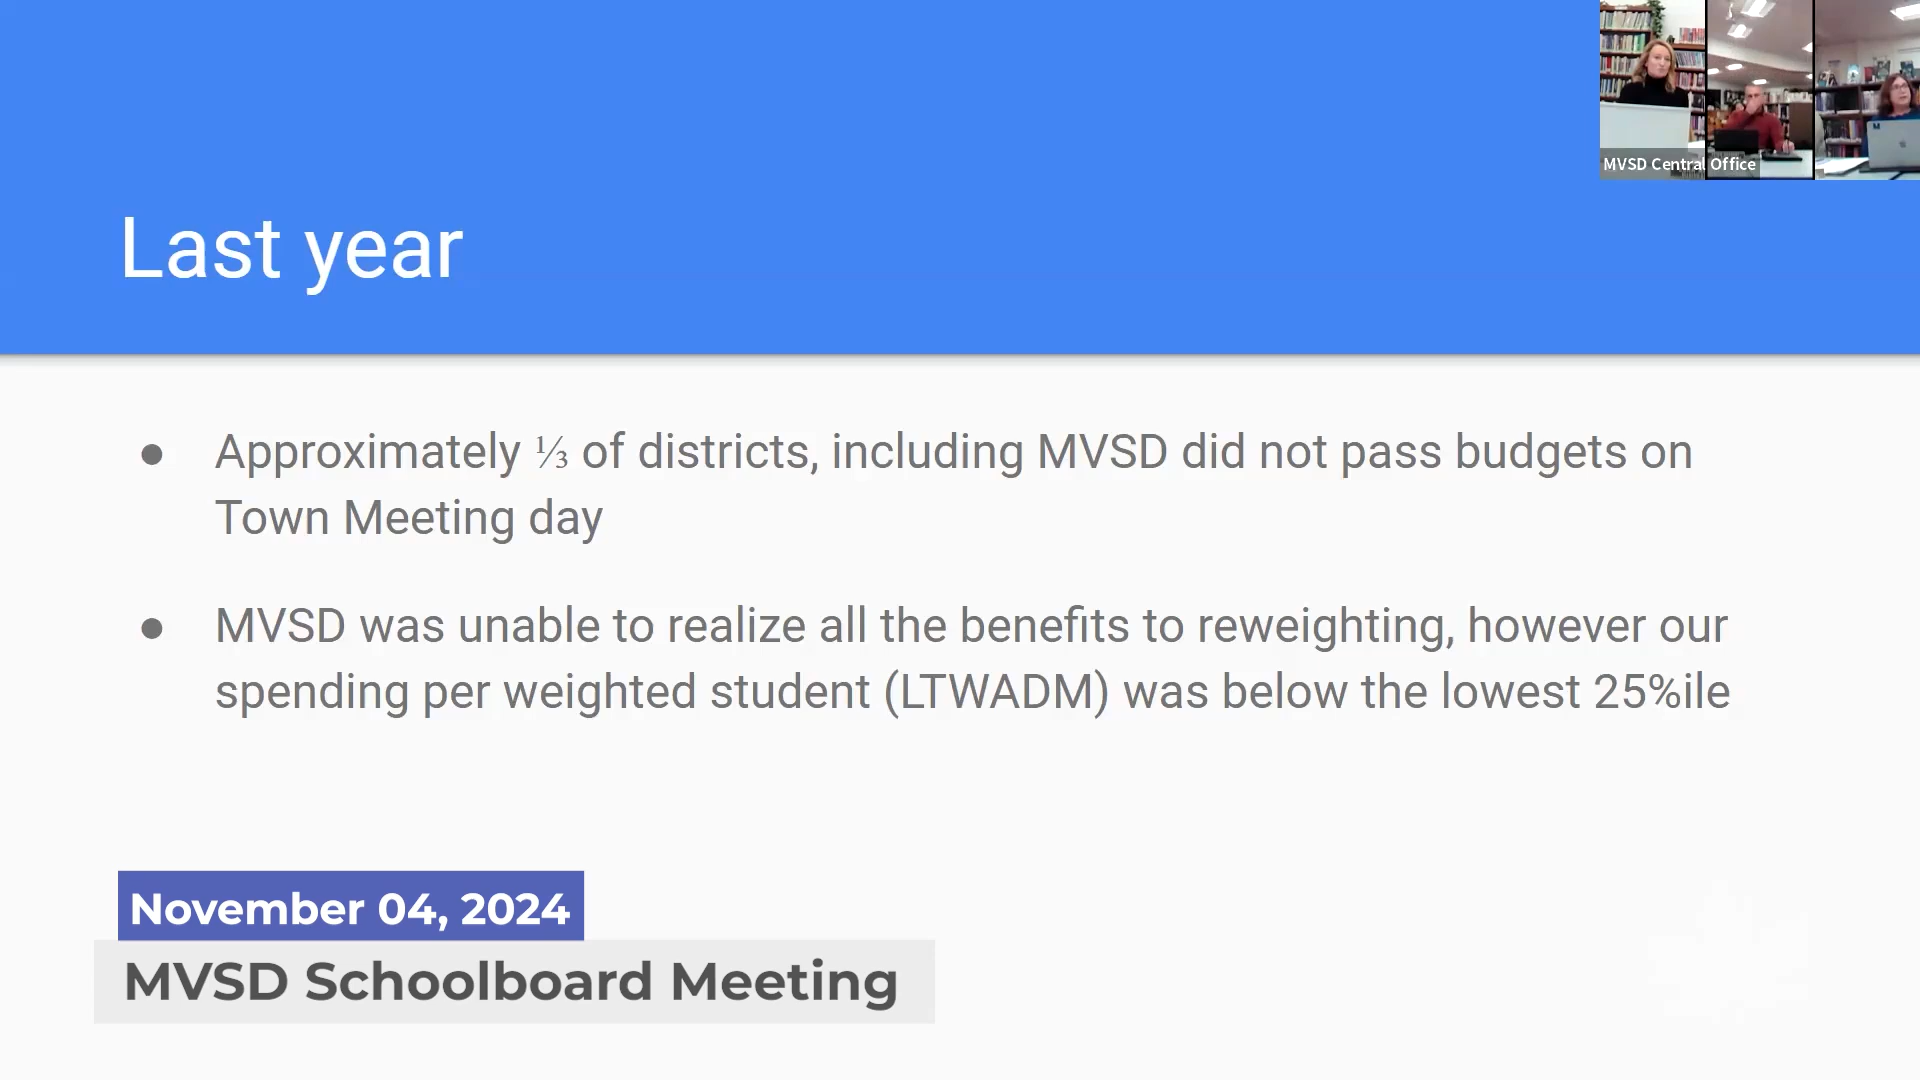 MVSD Central Office
Last year
● Approximately ⅓ of districts, including MVSD did not pass budgets on
Town Meeting day
● MVSD was unable to realize all the benefits to reweighting, however our
spending per weighted student (LTWADM) was below the lowest 25%ile
November 04, 2024
MVSD Schoolboard Meeting